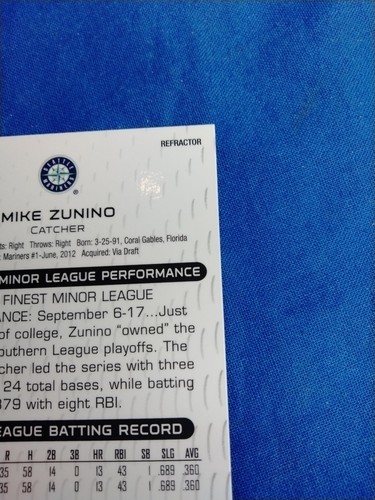 REFRACTOR
SEATTLE MARINERS
®
MIKE ZUNINO
CATCHER
ts: Right Throws: Right Born: 3-25-91, Coral Gables, Florida
: Mariners #1-June, 2012 Acquired: Via Draft
MINOR LEAGUE PERFORMANCE
FINEST MINOR LEAGUE
ANCE: September 6-17...Just
of college, Zunino "owned" the
outhern League playoffs. The
cher led the series with three
24 total bases, while batting
379 with eight RBI.
EAGUE BATTING RECORD
R H 2B 3B HR RBI SB SLG AVG
35 58 14 0 13 43 1 .689 .360
35 58 14 0 13 43 1 .689 .360